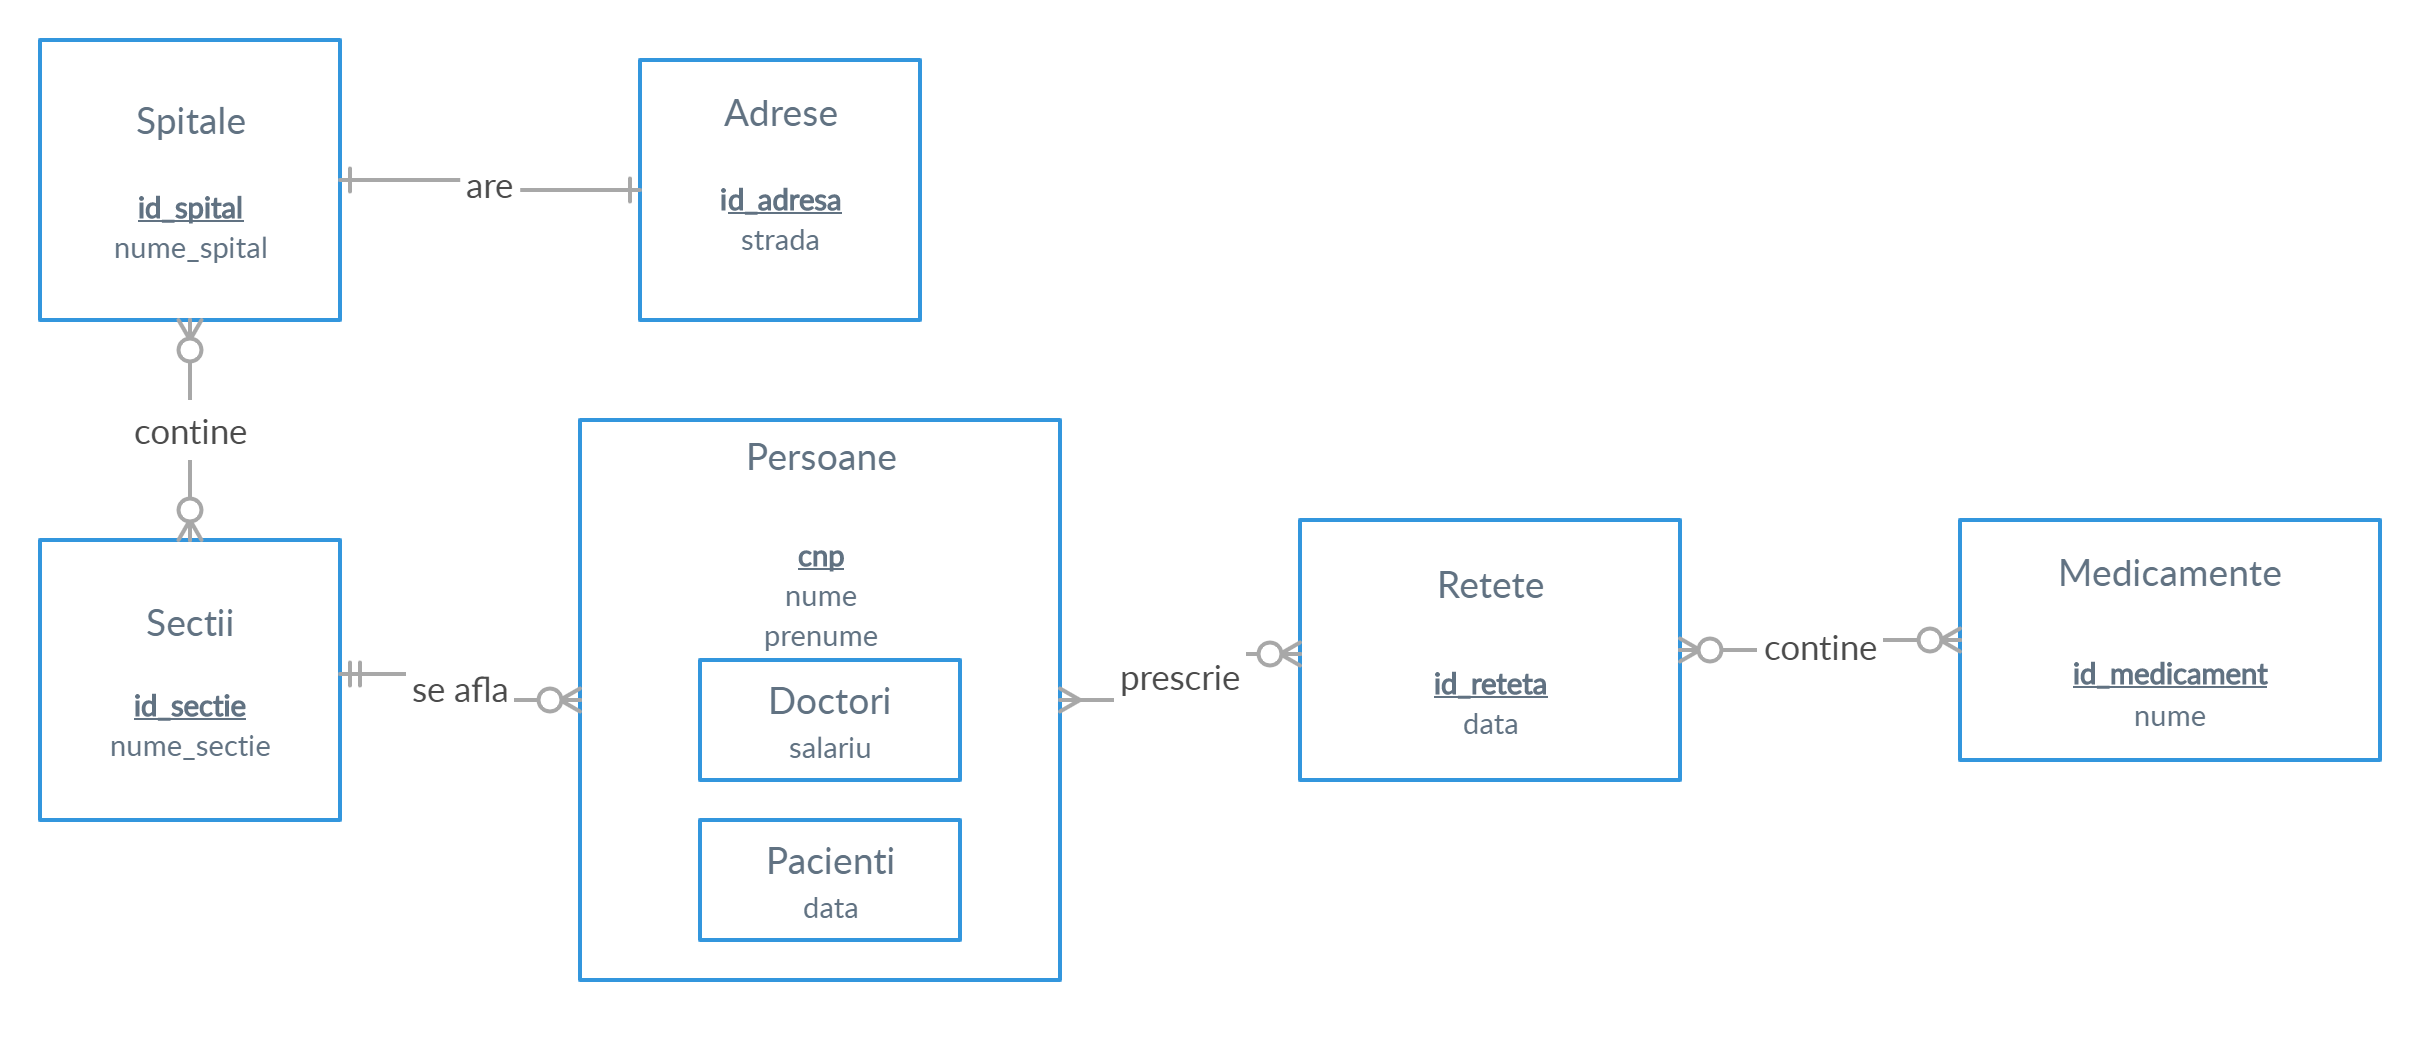 Spitale
id_spital
nume_spital
are
Adrese
id_adresa
strada
contine
Sectii
id_sectie
nume_sectie
se afla
Persoane
cnp
nume
prenume
Doctori
salariu
Pacienti
data
prescrie
Retete
id_reteta
data
contine
Medicamente
id_medicament
nume